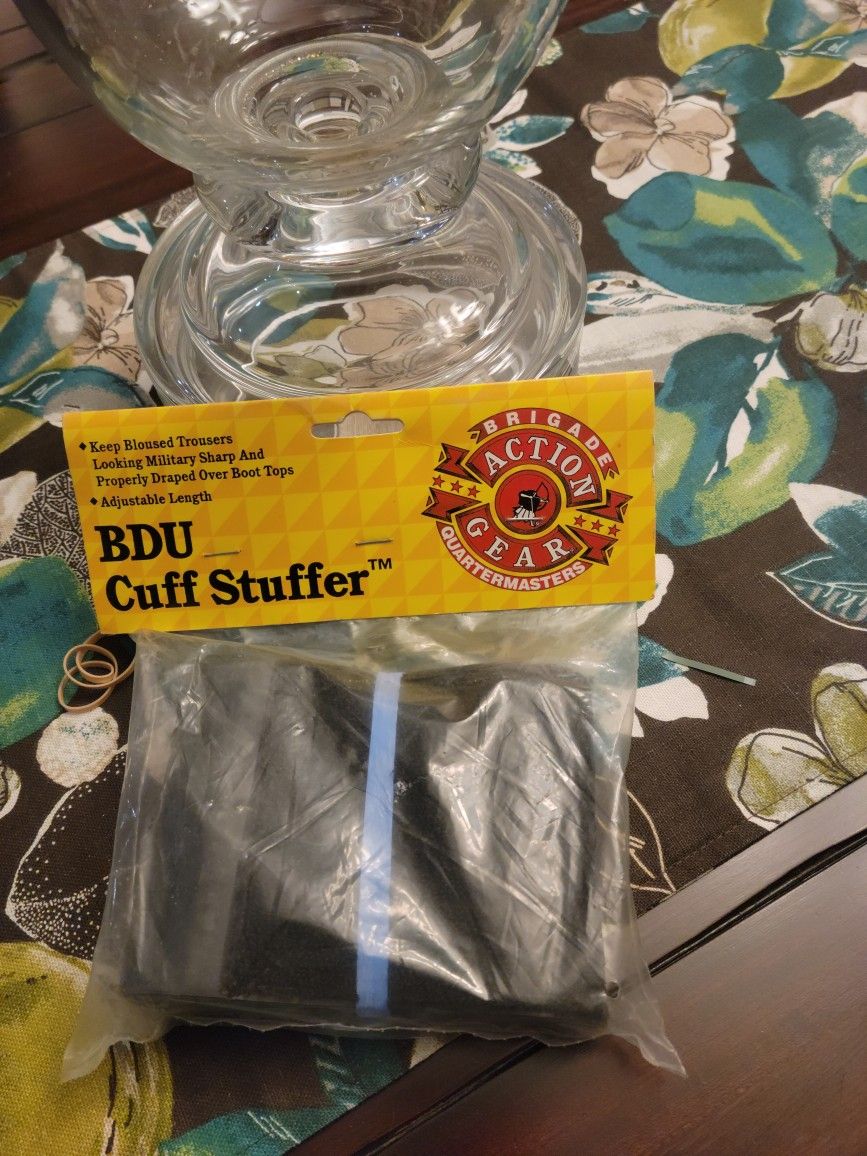 ♦ Keep Bloused Trousers
Looking Military Sharp And
Properly Draped Over Boot Tops
♦ Adjustable Length
BDU
Cuff Stuffer™
BRIGADE
ACTION
GEAR
QUARTERMASTERS